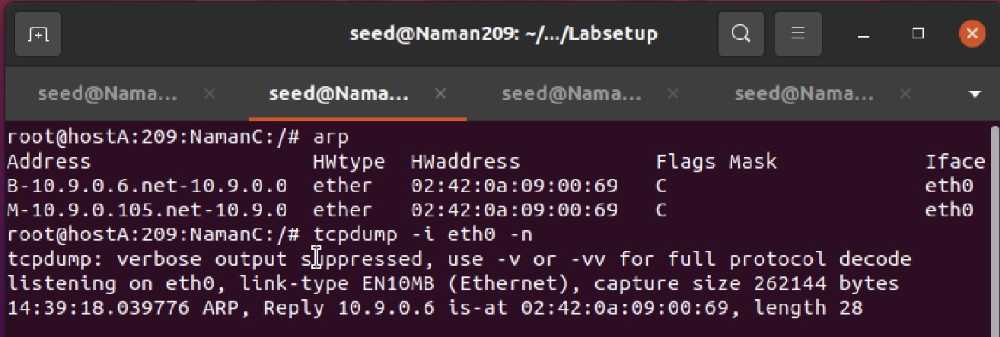 seed@Naman209: ~/.../Labsetup
seed@Nama... seed@Nama... seed@Nama... seed@Nama...
root@hostA:209:NamanC:/# arp
Address HWtype HWaddress Flags Mask Iface
B-10.9.0.6.net-10.9.0.0 ether 02:42:0a:09:00:69 C eth0
M-10.9.0.105.net-10.9.0 ether 02:42:0a:09:00:69 C eth0
root@hostA:209:NamanC:/# tcpdump -i eth0 -n
tcpdump: verbose output suppressed, use -v or -vv for full protocol decode
listening on eth0, link-type EN10MB (Ethernet), capture size 262144 bytes
14:39:18.039776 ARP, Reply 10.9.0.6 is-at 02:42:0a:09:00:69, length 28